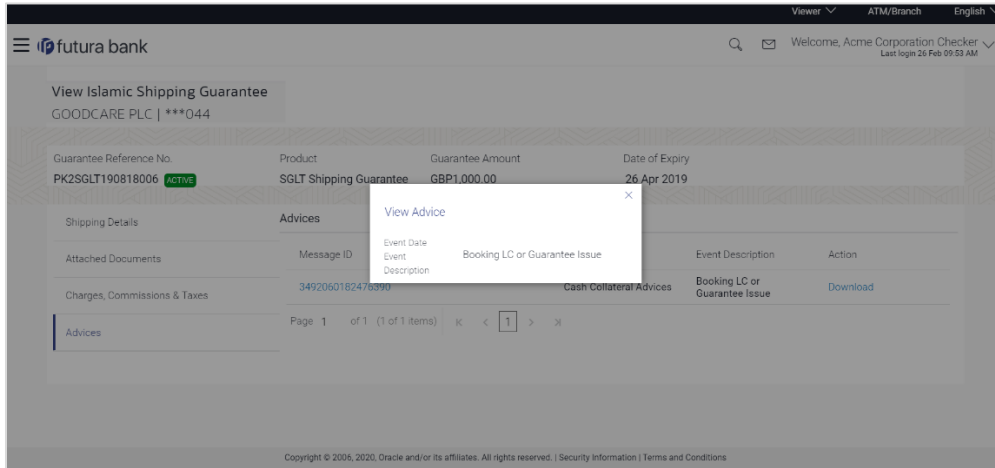 Viewer ATM/Branch English
futura bank
Welcome, Acme Corporation Checker
Last login 26 Feb 09:53 AM
View Islamic Shipping Guarantee
GOODCARE PLC | ***044
Guarantee Reference No. Product Guarantee Amount Date of Expiry
PK2SGLT190818006 ACTIVE SGLT Shipping Guarantee GBP1,000.00 26 Apr 2019
Shipping Details
Attached Documents
Charges, Commissions & Taxes
Advices
Advices
Message ID Event Description Action
3492060182476390 Cash Collateral Advices Booking LC or Guarantee Issue Download
Page 1 of 1 (1 of 1 items) 1
View Advice
Event Date
Event Description Booking LC or Guarantee Issue
Copyright © 2006, 2020, Oracle and/or its affiliates. All rights reserved. | Security Information | Terms and Conditions